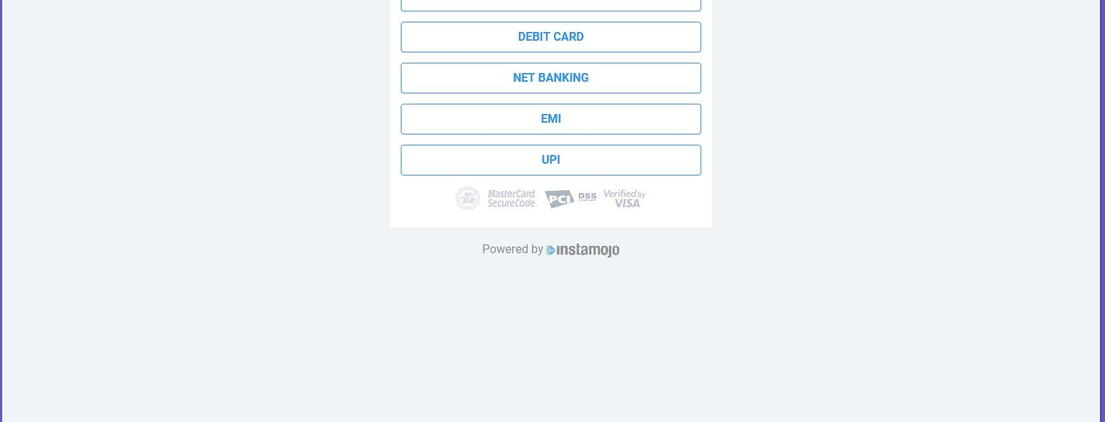 DEBIT CARD
NET BANKING
EMI
UPI
MasterCard. SecureCode. PCI DSS Verified by VISA
Powered by instamojo